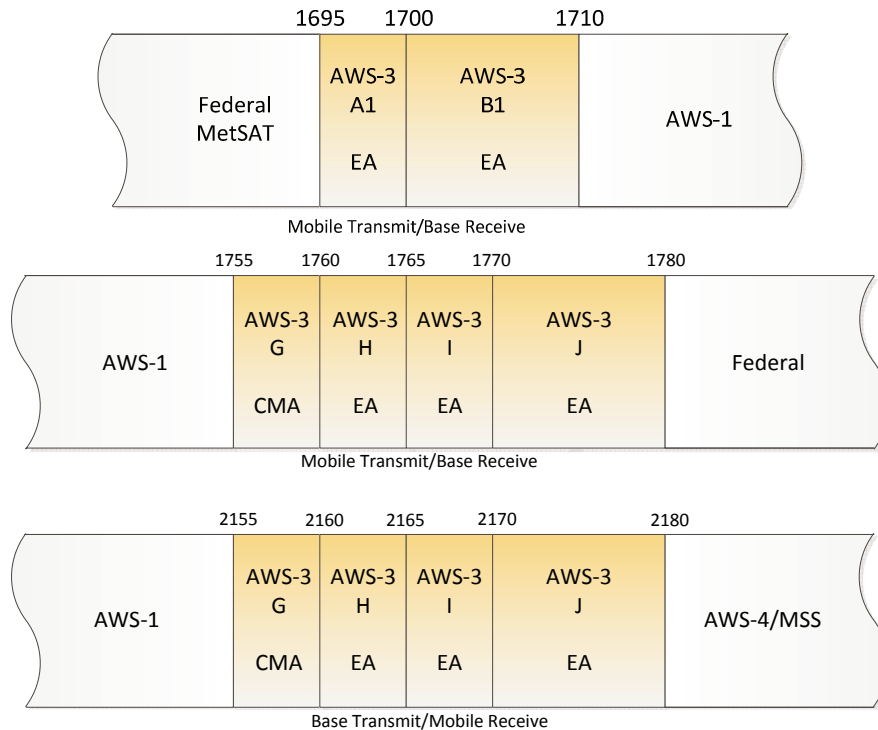 1695 1700 1710
Federal
MetSAT
AWS-3
A1
EA
AWS-3
B1
EA
AWS-1
Mobile Transmit/Base Receive
1755 1760 1765 1770 1780
AWS-1
AWS-3
G
CMA
AWS-3
H
EA
AWS-3
I
EA
AWS-3
J
EA
Federal
Mobile Transmit/Base Receive
2155 2160 2165 2170 2180
AWS-1
AWS-3
G
CMA
AWS-3
H
EA
AWS-3
I
EA
AWS-3
J
EA
AWS-4/MSS
Base Transmit/Mobile Receive